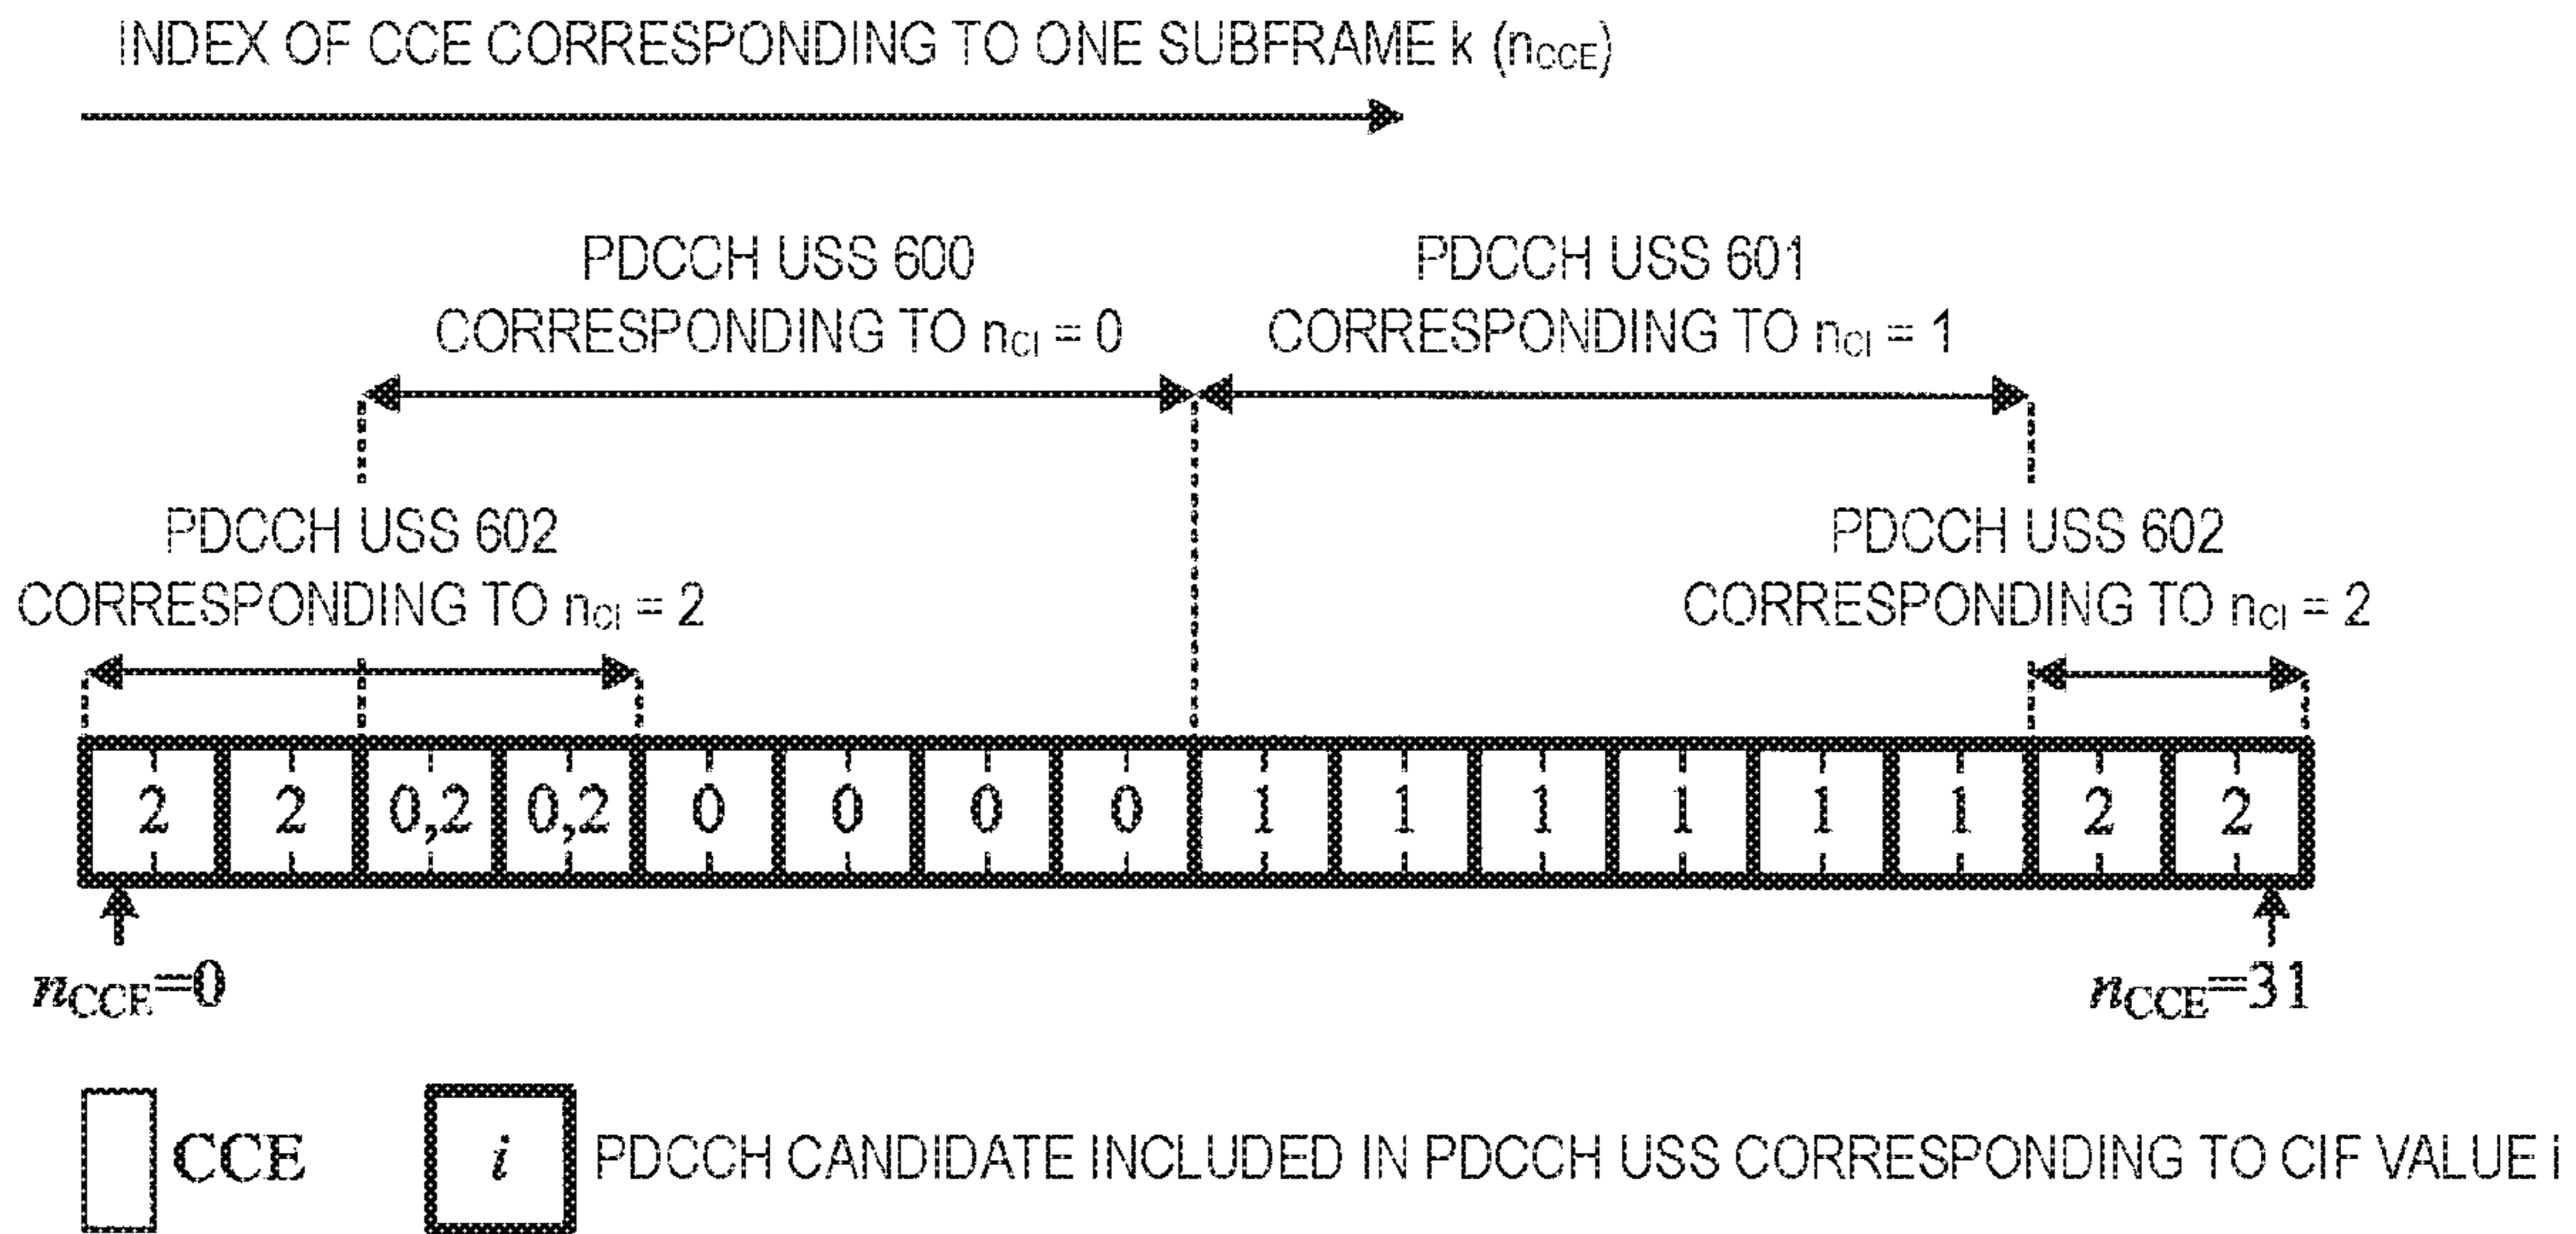 INDEX OF CCE CORRESPONDING TO ONE SUBFRAME k (nCCE)
PDCCH USS 600
CORRESPONDING TO nCI = 0
PDCCH USS 601
CORRESPONDING TO nCI = 1
PDCCH USS 602
CORRESPONDING TO nCI = 2
PDCCH USS 602
CORRESPONDING TO nCI = 2
2 2 0,2 0,2 0 0 0 0 1 1 1 1 1 1 2 2
nCCE=0
nCCE=31
CCE
i
PDCCH CANDIDATE INCLUDED IN PDCCH USS CORRESPONDING TO CIF VALUE i